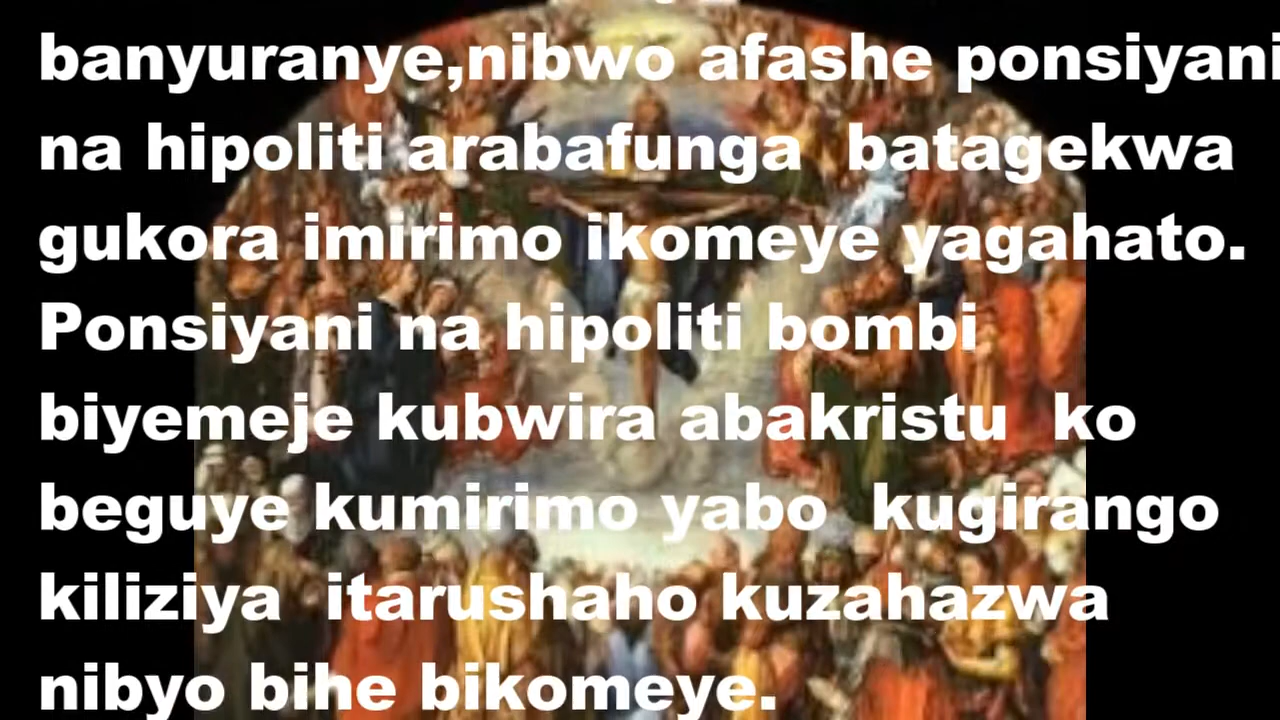 banyuranye,nibwo afashe ponsiyani
na hipoliti arabafunga batagekwa
gukora imirimo ikomeye yagahato.
Ponsiyani na hipoliti bombi
biyemeje kubwira abakristu ko
beguye kumirimo yabo kugirango
kiliziya itarushaho kuzahazwa
nibyo bihe bikomeye.